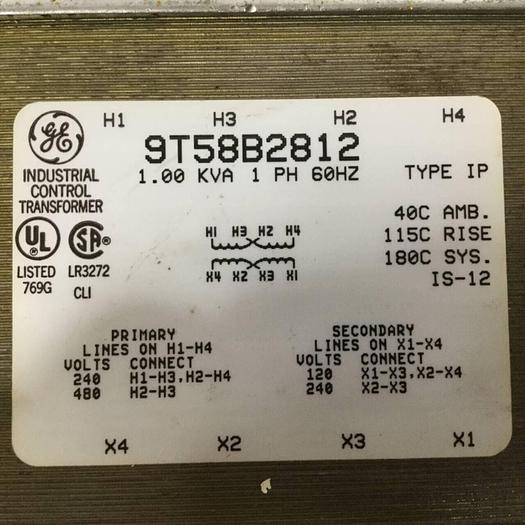 H1 H3 H2 H4
GE
9T58B2812
1.00 KVA 1 PH 60HZ TYPE IP
INDUSTRIAL
CONTROL
TRANSFORMER
40C AMB.
115C RISE
180C SYS.
IS-12
H1 H3 H2 H4
X4 X2 X3 X1
UL SA
LISTED LR3272
769G CLI
PRIMARY
LINES ON H1-H4
VOLTS CONNECT
240 H1-H3,H2-H4
480 H2-H3
SECONDARY
LINES ON X1-X4
VOLTS CONNECT
120 X1-X3,X2-X4
240 X2-X3
X4 X2 X3 X1